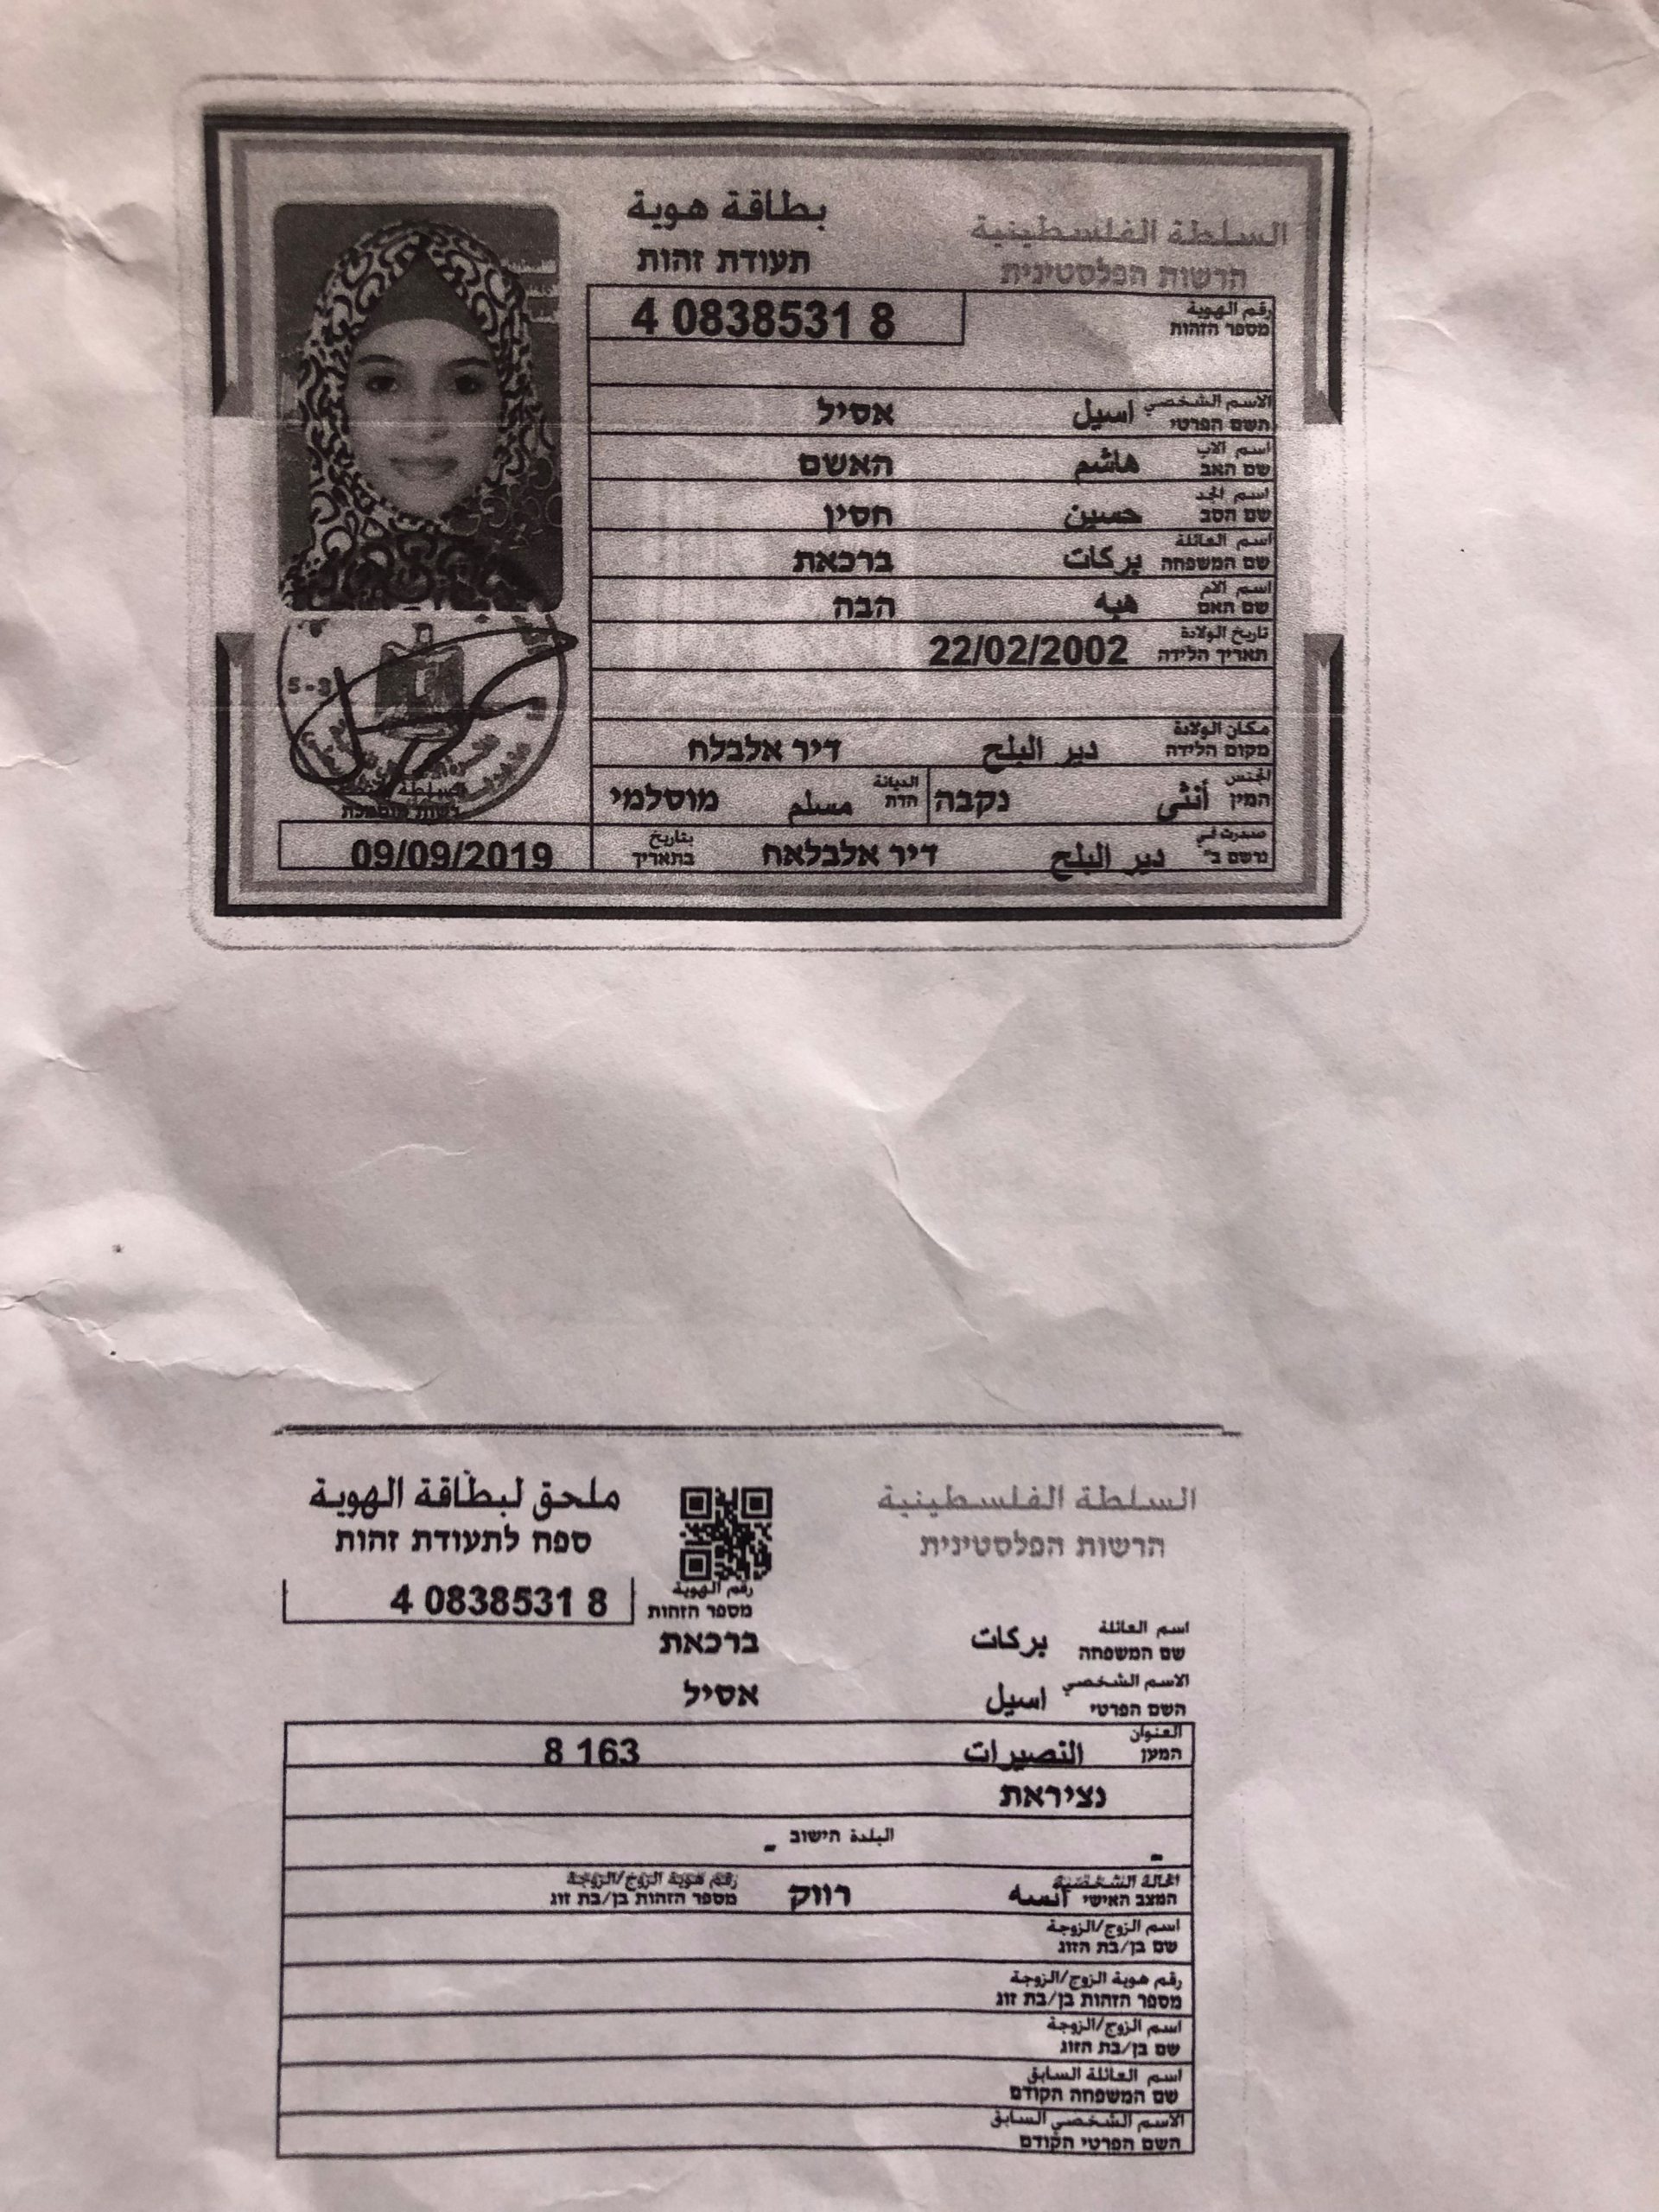 السلطة الفلسطينية
הרשות הפלסטינית
بطاقة هوية
תעודת זהות
رقم الهوية 4 0838531 8
מספר הזהות
الاسم الشخصي اسيل אסיל
השם הפרטי
اسم الاب هاشم האשם
שם האב
اسم الجد حسين חסין
שם הסב
اسم العائلة بركات ברכאת
שם המשפחה
اسم الام هبه הבה
שם האם
تاريخ الولادة 22/02/2002
תאריך הלידה
مكان الولادة دير البلح דיר אלבלח
מקום הלידה
الجنس أنثى נקבה الديانة مسلم מוסלמי
המין הדת
صدرت في دير البلح דיר אלבלאח بتاريخ 09/09/2019
נרשם ב' בתאריך
السلطة الفلسطينية
הרשות הפלסטינית
ملحق لبطاقة الهوية
ספח לתעודת זהות
رقم الهوية 4 0838531 8
מספר הזהות
اسم العائلة بركات ברכאת
שם המשפחה
الاسم الشخصي اسيل אסיל
השם הפרטי
العنوان النصيرات 8 163
המען
נציראת
- البلدة הישוב -
الحالة الشخصية آنسه רווק رقم هوية الزوج/الزوجة
המצב האישי מספר הזהות בן/בת זוג
اسم الزوج/الزوجة
שם בן/בת הזוג
رقم هوية الزوج/الزوجة
מספר הזהות בן/בת זוג
اسم الزوج/الزوجة
שם בן/בת הזוג
اسم العائلة السابق
שם המשפחה הקודם
الاسم الشخصي السابق
השם הפרטי הקודם